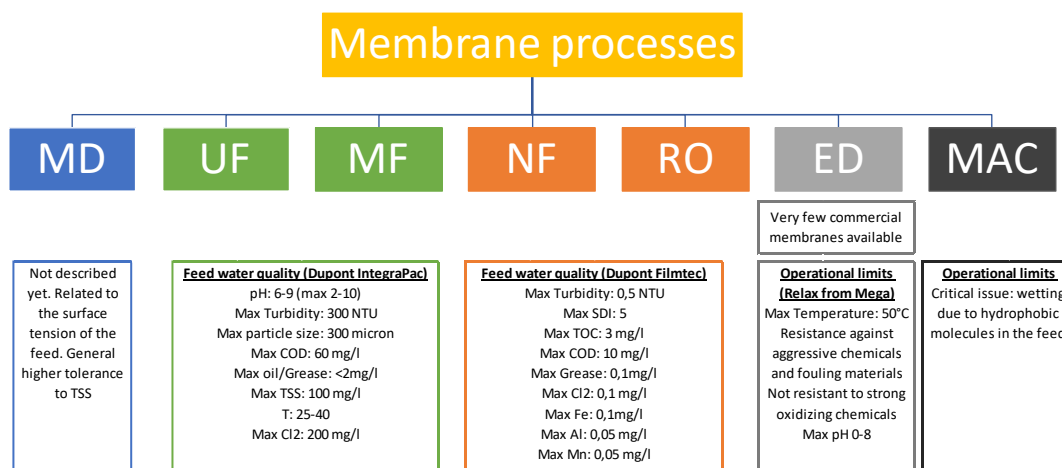 Membrane processes
MD
UF
MF
NF
RO
ED
MAC
Very few commercial
membranes available
Not described
yet. Related to
the surface
tension of the
feed. General
higher tolerance
to TSS
Feed water quality (Dupont IntegraPac)
pH: 6-9 (max 2-10)
Max Turbidity: 300 NTU
Max particle size: 300 micron
Max COD: 60 mg/l
Max oil/Grease: <2mg/l
Max TSS: 100 mg/l
T: 25-40
Max Cl2: 200 mg/l
Feed water quality (Dupont Filmtec)
Max Turbidity: 0,5 NTU
Max SDI: 5
Max TOC: 3 mg/l
Max COD: 10 mg/l
Max Grease: 0,1mg/l
Max Cl2: 0,1 mg/l
Max Fe: 0,1mg/l
Max Al: 0,05 mg/l
Max Mn: 0,05 mg/l
Operational limits
(Relax from Mega)
Max Temperature: 50°C
Resistance against
aggressive chemicals
and fouling materials
Not resistant to strong
oxidizing chemicals
Max pH 0-8
Operational limits
Critical issue: wetting
due to hydrophobic
molecules in the feed